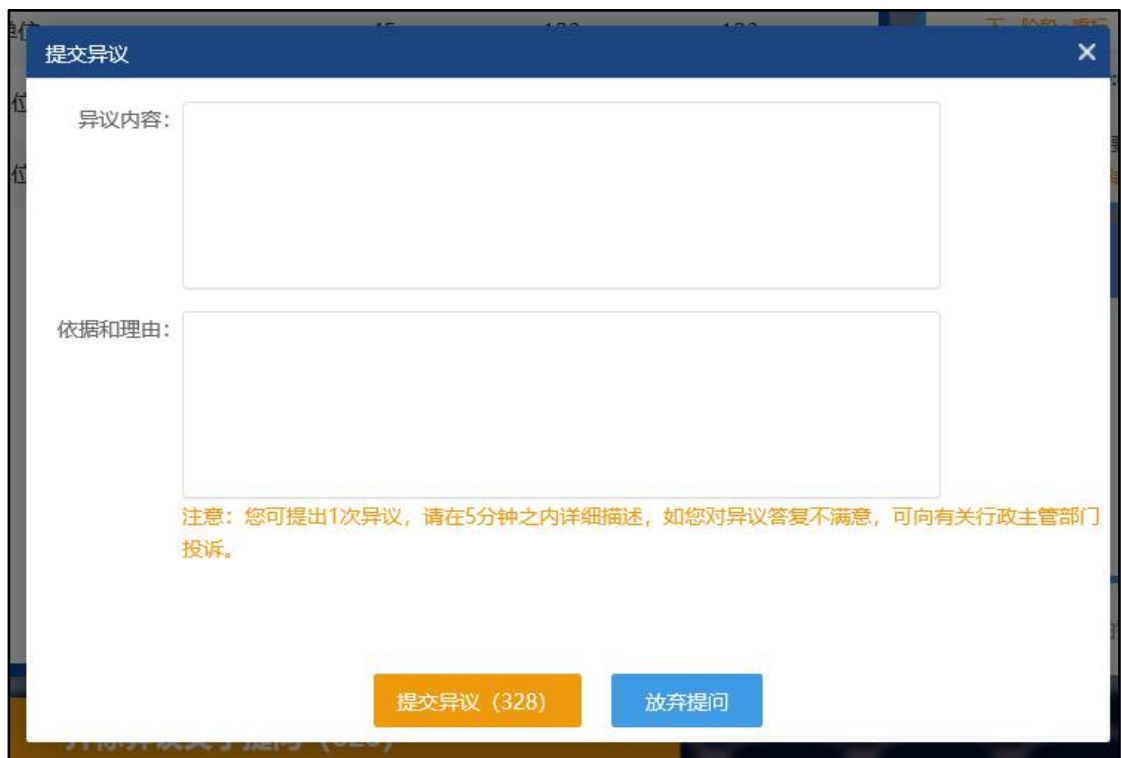 提交异议
异议内容:
依据和理由:
注意：您可提出1次异议，请在5分钟之内详细描述，如您对异议答复不满意，可向有关行政主管部门
投诉。
提交异议（328）
放弃提问